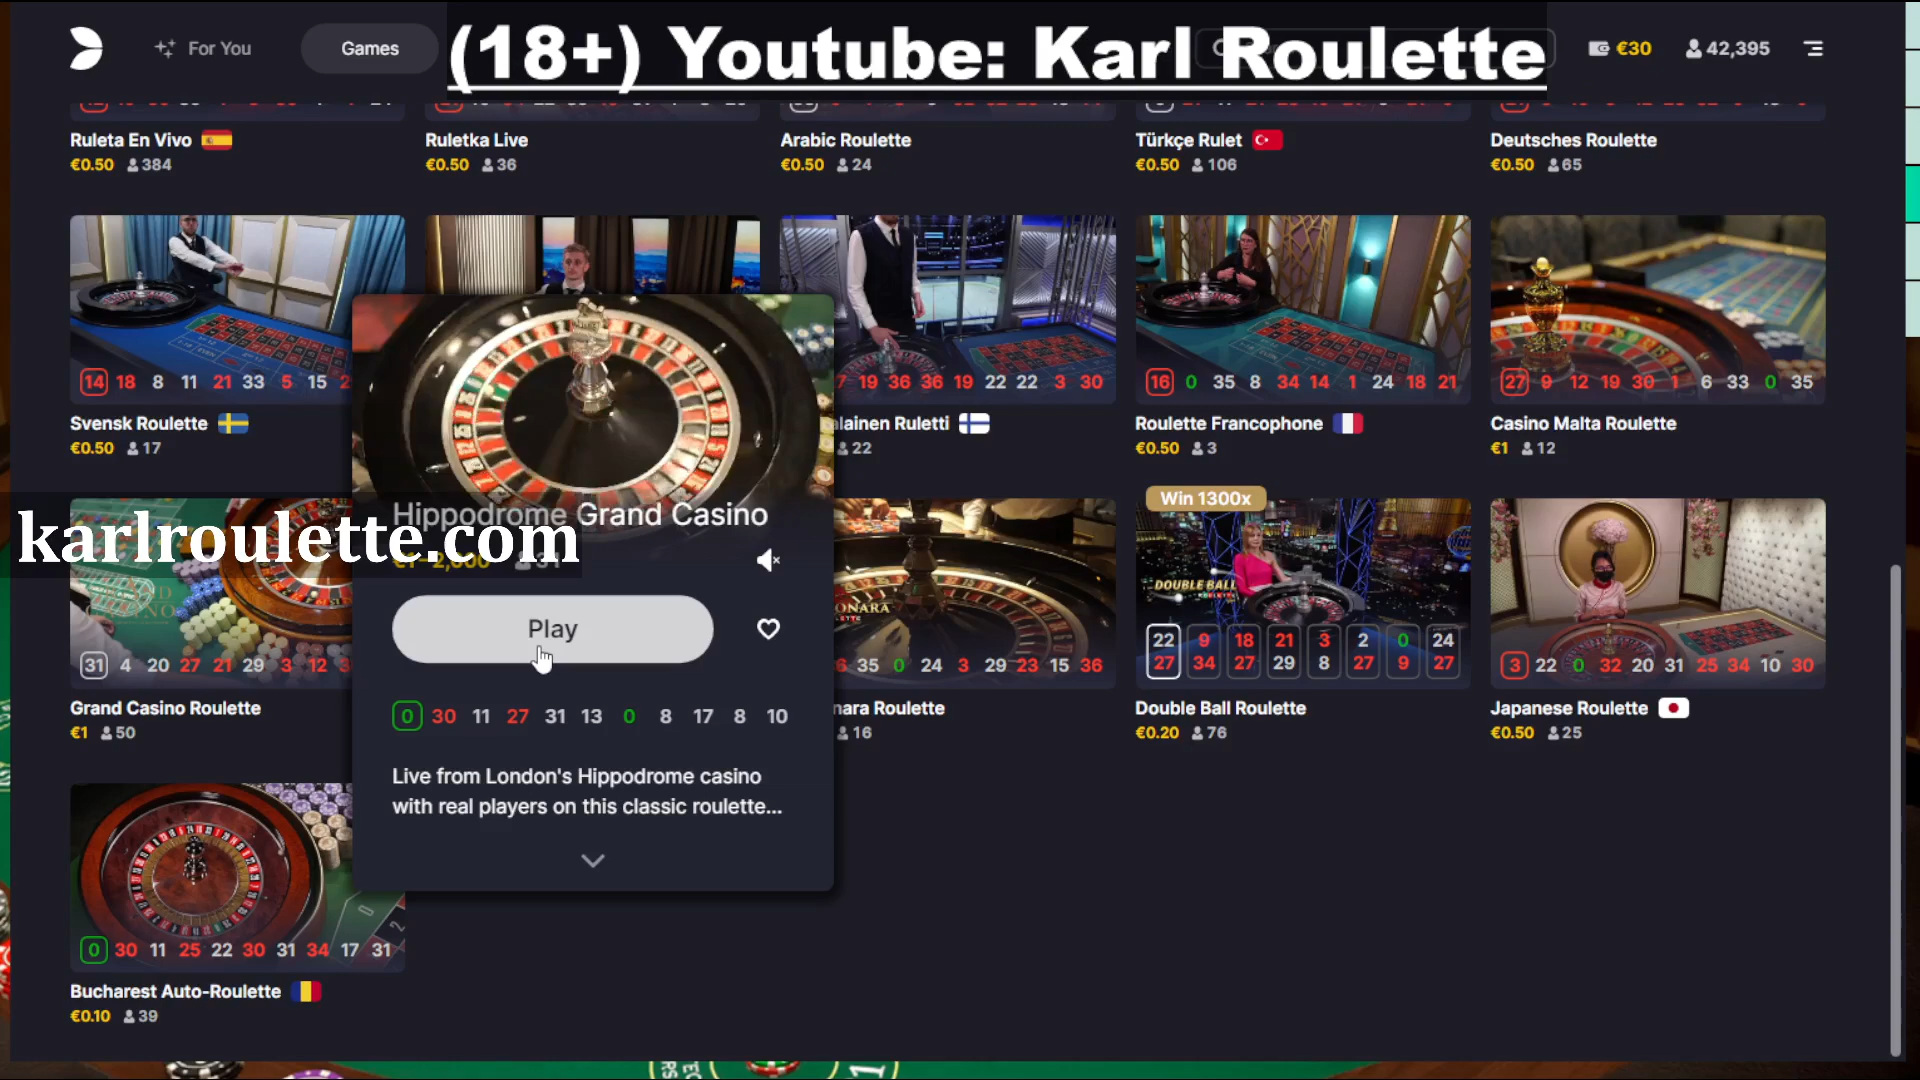 For You
Games
(18+) Youtube: Karl Roulette
€30
42,395
Ruleta En Vivo
€0.50 384
Ruletka Live
€0.50 36
Arabic Roulette
€0.50 24
Türkçe Rulet
€0.50 106
Deutsches Roulette
€0.50 65
14 18 8 11 21 33 5 15
Svensk Roulette
€0.50 17
19 36 36 19 22 22 3 30
lainen Ruletti
22
16 0 35 8 34 14 1 24 18 21
Roulette Francophone
€0.50 3
27 9 12 19 30 1 6 33 0 35
Casino Malta Roulette
€1 12
karlroulette.com
31 4 20 27 21 29 3 12
Grand Casino Roulette
€1 50
Hippodrome Grand Casino
€1–2,000 31
Play
0 30 11 27 31 13 0 8 17 8 10
Live from London's Hippodrome casino
with real players on this classic roulette...
ONARA
35 0 24 3 29 23 15 36
nara Roulette
16
Win 1300x
DOUBLE BALL
22 9 18 21 3 2 0 24
27 34 27 29 8 27 9 27
Double Ball Roulette
€0.20 76
3 22 0 32 20 31 25 34 10 30
Japanese Roulette
€0.50 25
0 30 11 25 22 30 31 34 17 31
Bucharest Auto-Roulette
€0.10 39